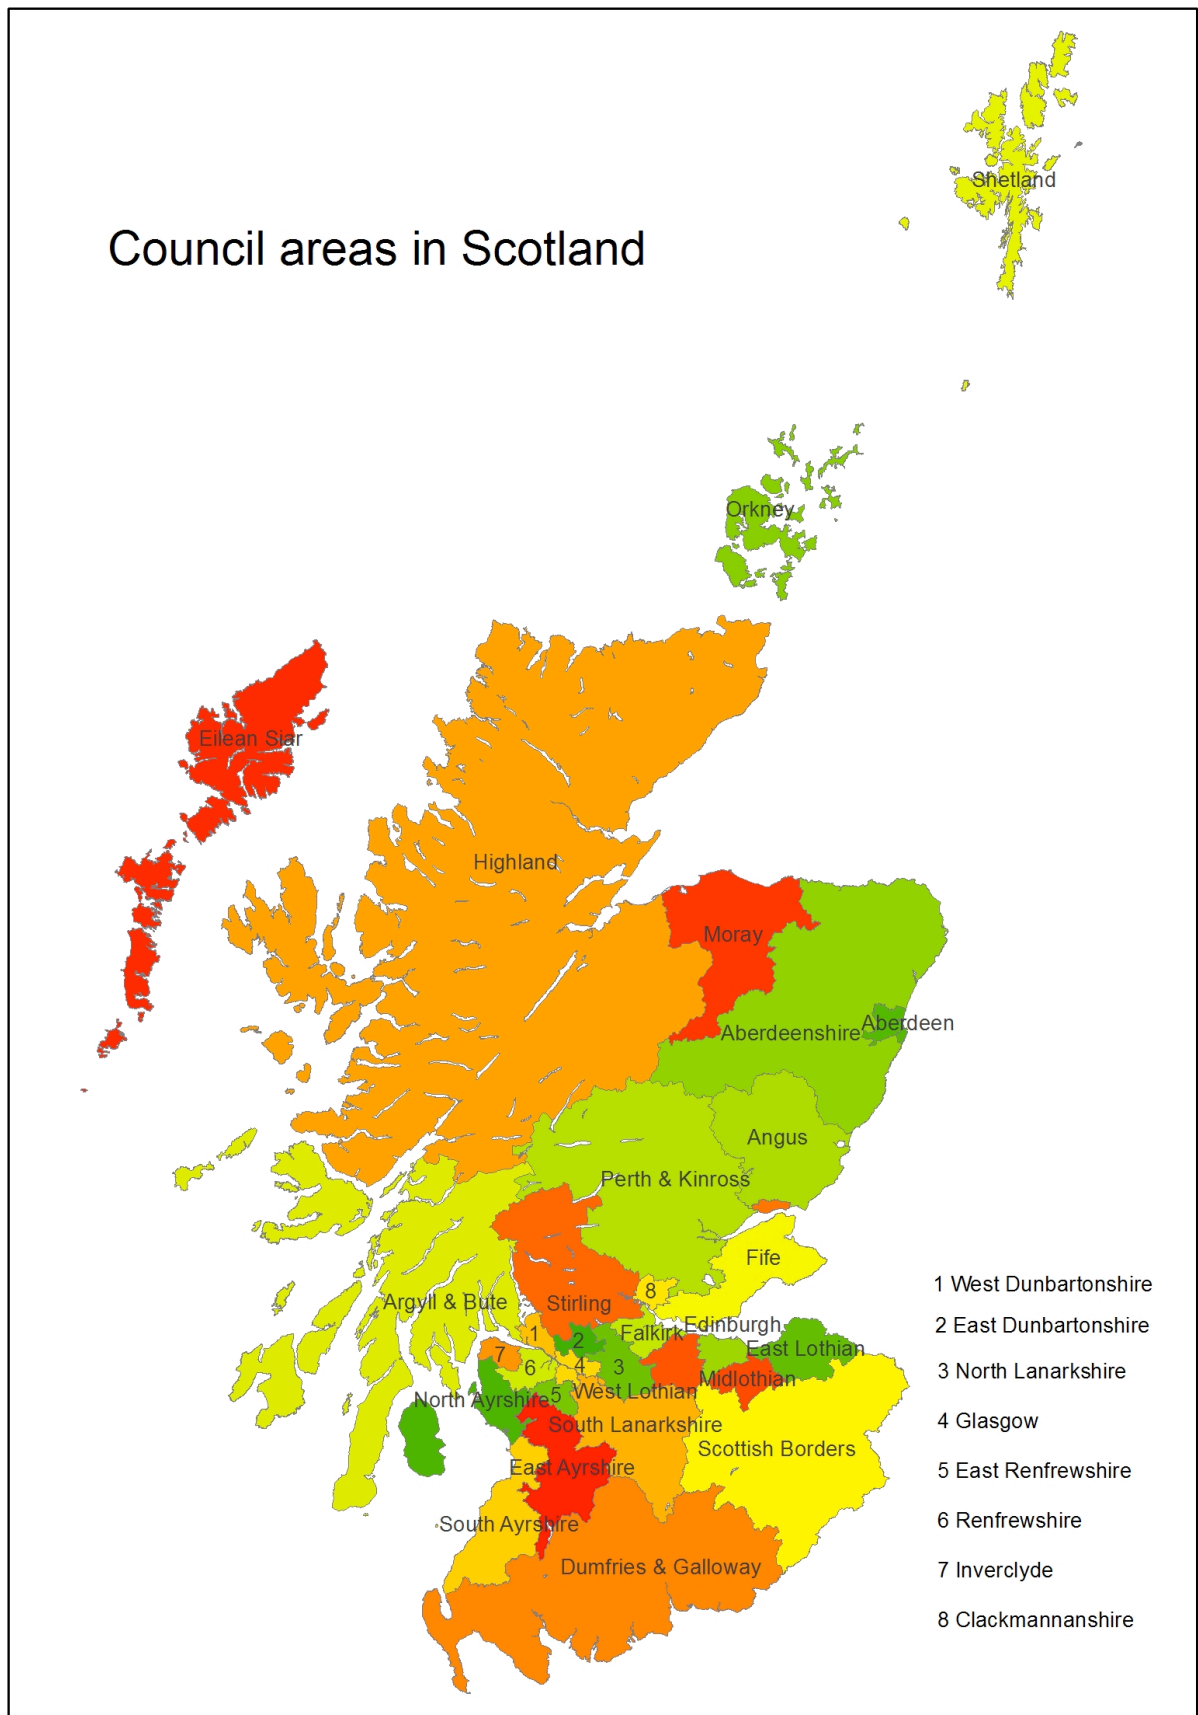 Shetland
Council areas in Scotland
Orkney
Eilean Siar
Highland
Moray
Aberdeen
Aberdeenshire
Angus
Perth & Kinross
Fife
1 West Dunbartonshire
8
Argyll & Bute
Stirling
Edinburgh
2 East Dunbartonshire
1
2
Falkirk
East Lothian
7
6
4
3
Midlothian
3 North Lanarkshire
North Ayrshire
5
West Lothian
4 Glasgow
South Lanarkshire
Scottish Borders
East Ayrshire
5 East Renfrewshire
South Ayrshire
6 Renfrewshire
Dumfries & Galloway
7 Inverclyde
8 Clackmannanshire